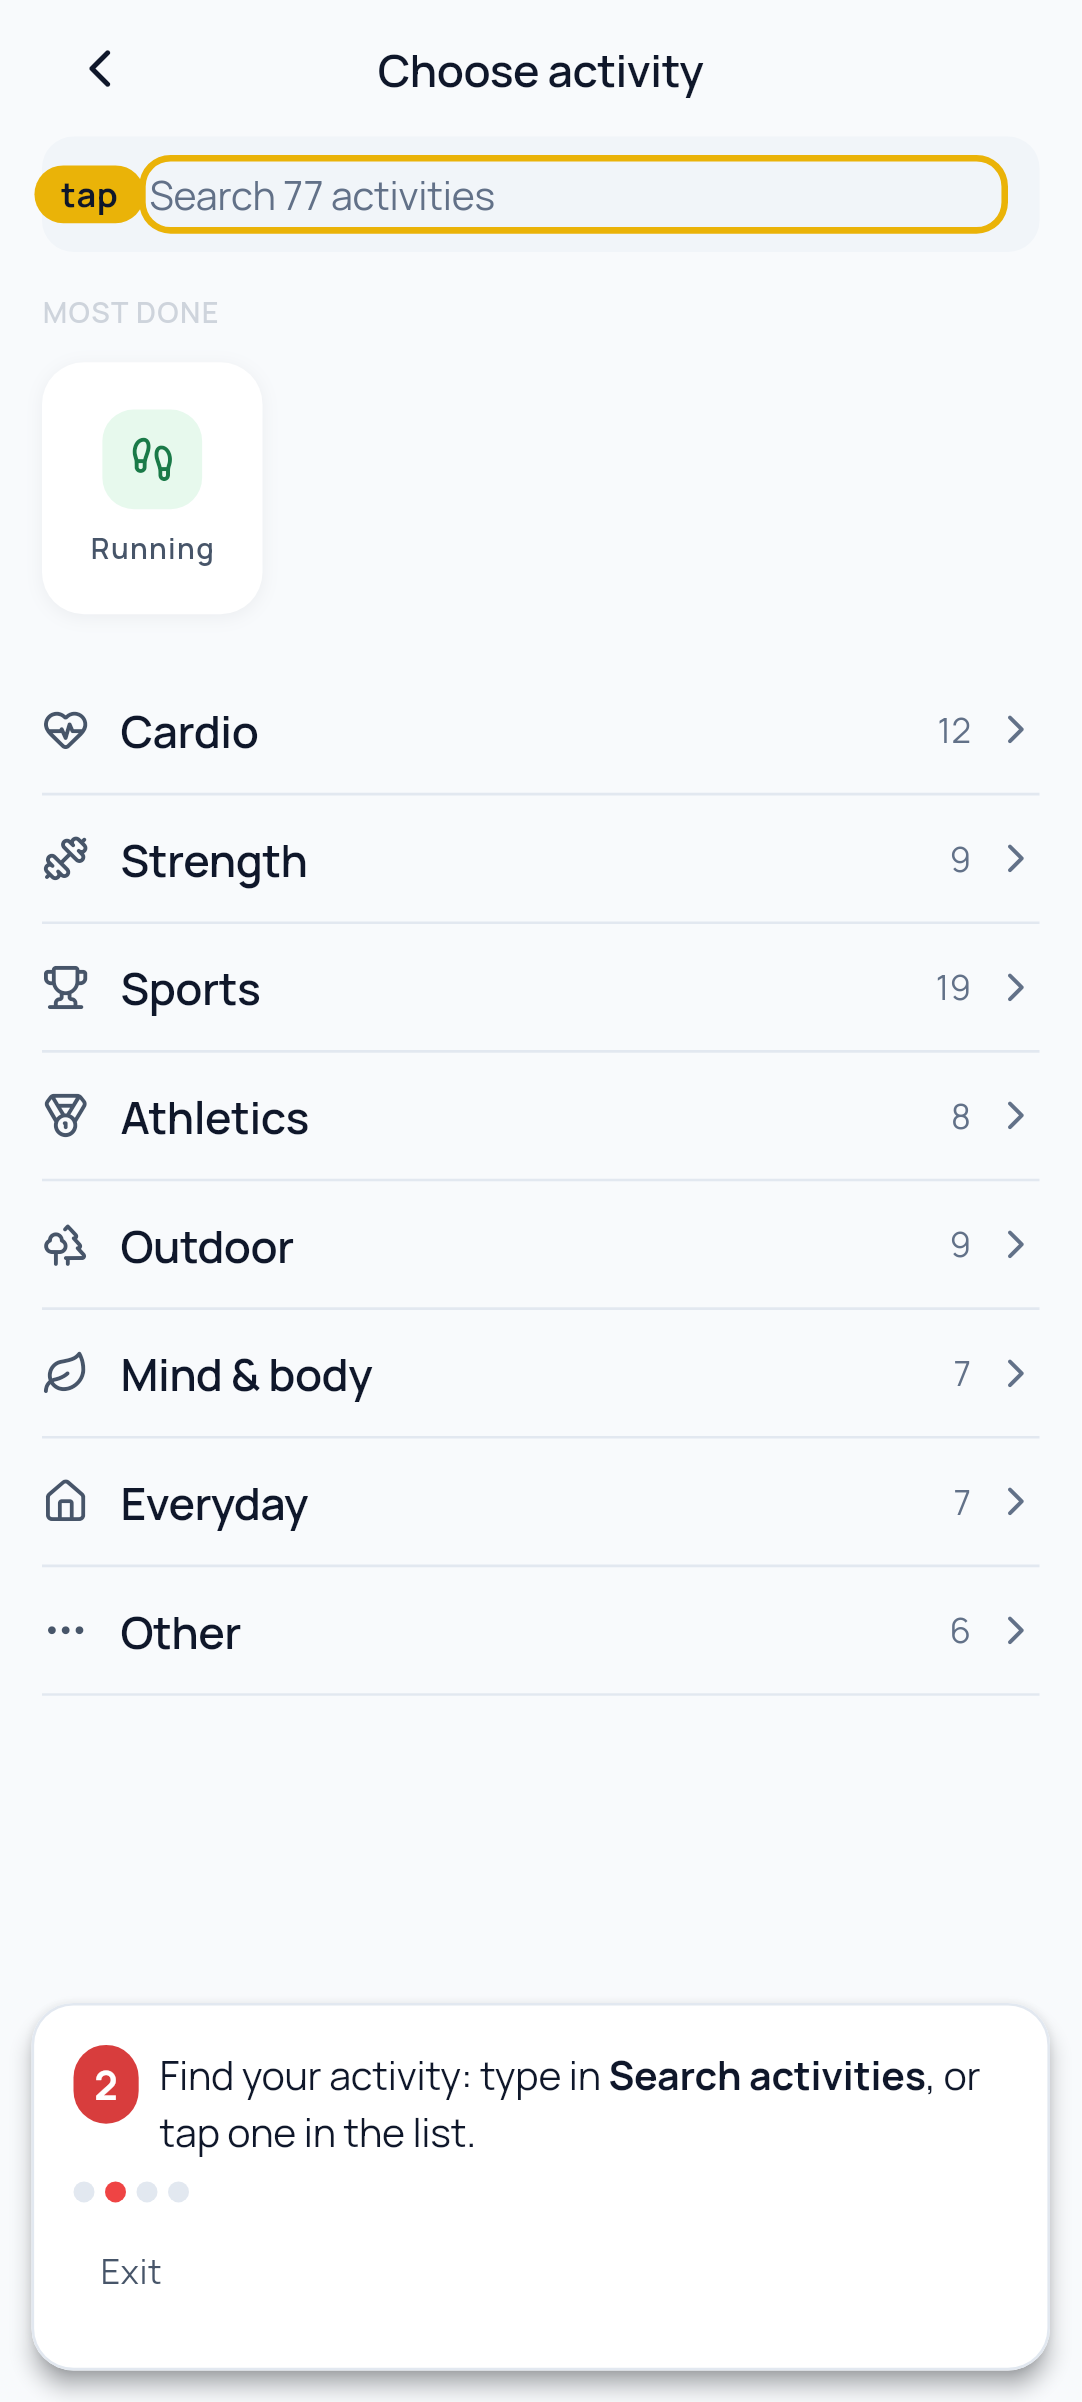 Choose activity
tap
Search 77 activities
MOST DONE
Running
Cardio 12
Strength 9
Sports 19
Athletics 8
Outdoor 9
Mind & body 7
Everyday 7
Other 6
2
Find your activity: type in Search activities, or
tap one in the list.
Exit